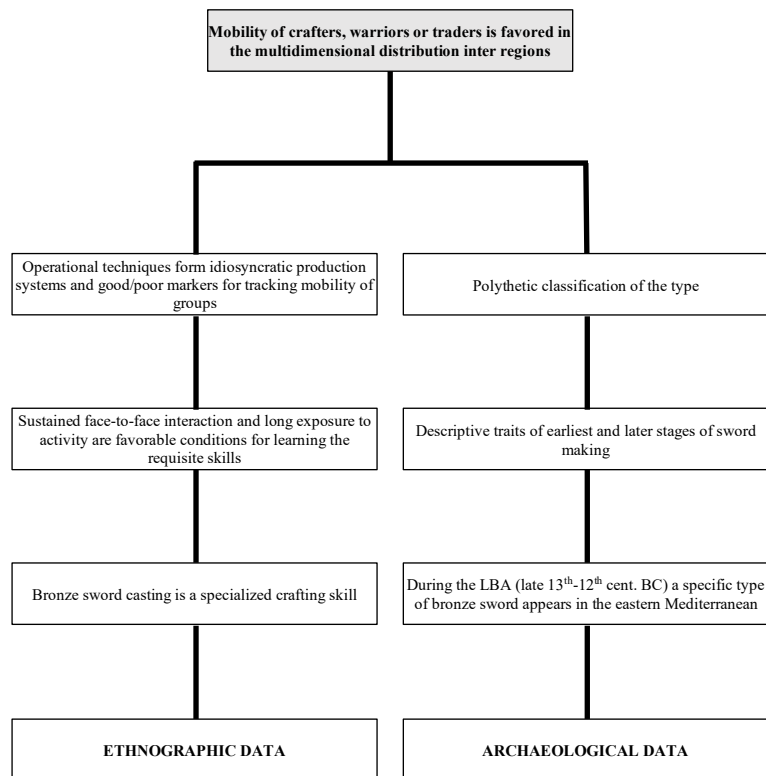 Mobility of crafters, warriors or traders is favored in
the multidimensional distribution inter regions
Operational techniques form idiosyncratic production
systems and good/poor markers for tracking mobility of
groups
Polythetic classification of the type
Sustained face-to-face interaction and long exposure to
activity are favorable conditions for learning the
requisite skills
Descriptive traits of earliest and later stages of sword
making
Bronze sword casting is a specialized crafting skill
During the LBA (late 13th-12th cent. BC) a specific type
of bronze sword appears in the eastern Mediterranean
ETHNOGRAPHIC DATA
ARCHAEOLOGICAL DATA